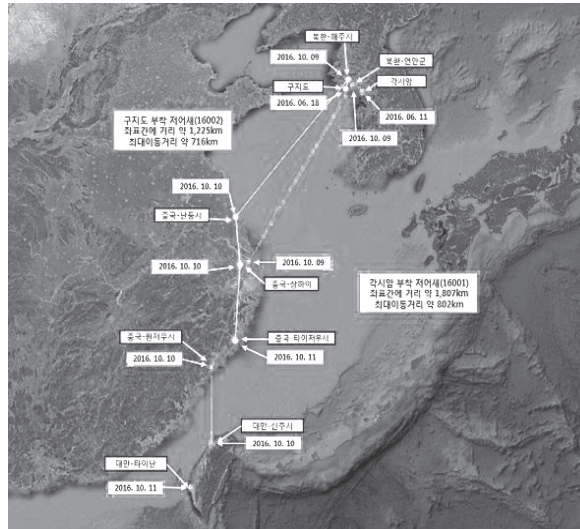 북한-해주시
2016. 10. 09
북한-연안군
구지도
각시암
2016. 06. 18
2016. 06. 11
2016. 10. 09
구지도 부착 저어새(16002)
좌표간에 거리 약 1,225km
최대이동거리 약 716km
2016. 10. 10
중국-난퉁시
2016. 10. 10
2016. 10. 09
중국-상하이
각시암 부착 저어새(16001)
좌표간에 거리 약 1,807km
최대이동거리 약 802km
중국-원저우시
2016. 10. 10
중국 타이저우시
2016. 10. 11
대만-신주시
2016. 10. 10
대만-타이난
2016. 10. 11